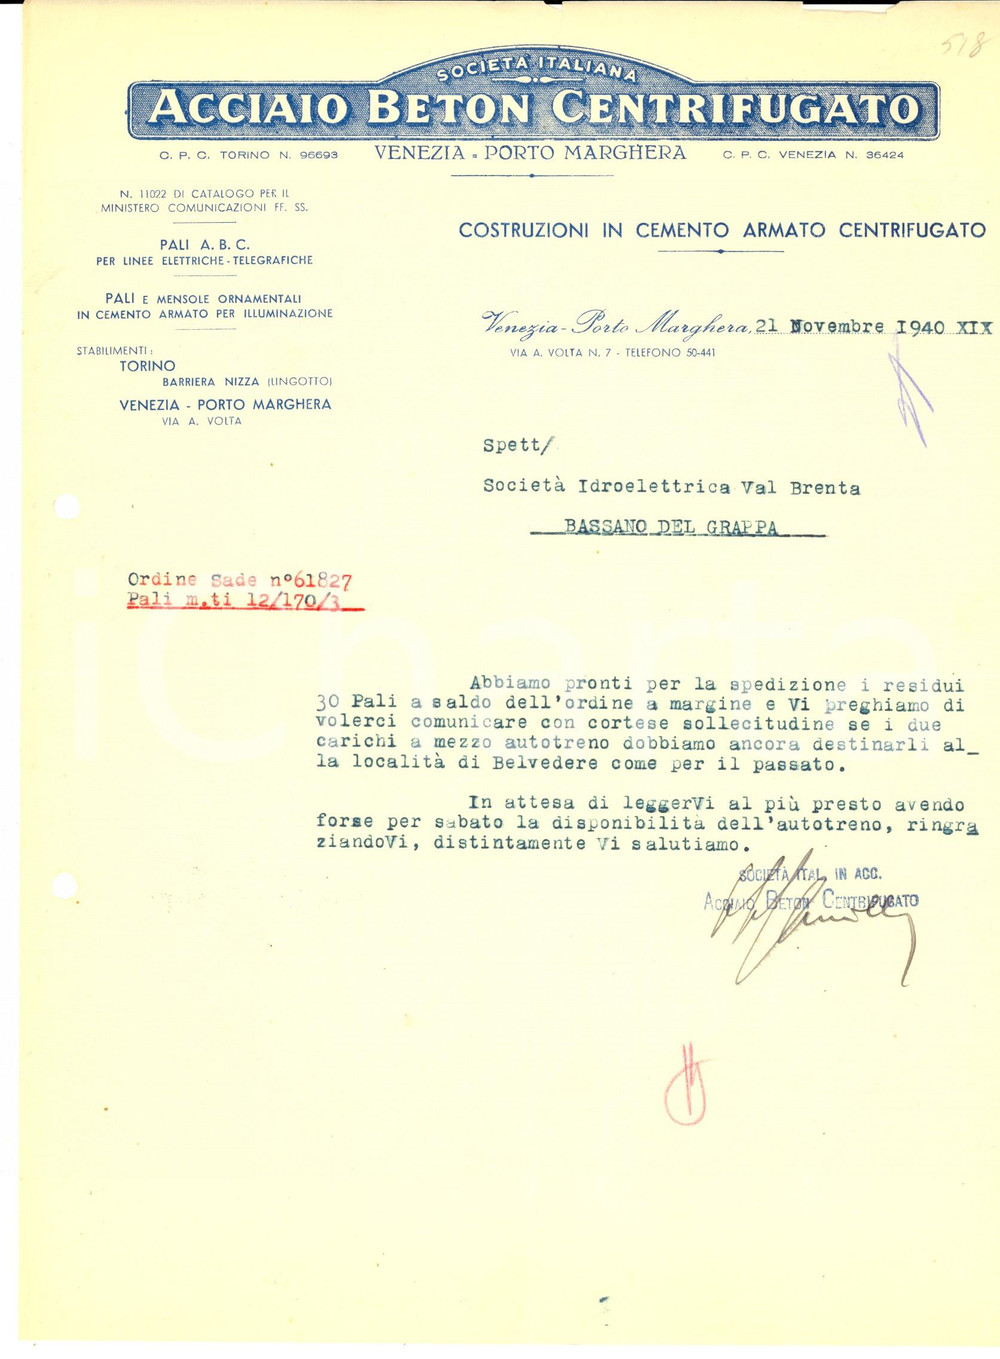 518
SOCIETÀ ITALIANA
ACCIAIO BETON CENTRIFUGATO
C. P. C. TORINO N. 96693
VENEZIA - PORTO MARGHERA
C. P. C. VENEZIA N. 36424
N. 11022 DI CATALOGO PER IL
MINISTERO COMUNICAZIONI FF. SS.
PALI A. B. C.
PER LINEE ELETTRICHE - TELEGRAFICHE
PALI E MENSOLE ORNAMENTALI
IN CEMENTO ARMATO PER ILLUMINAZIONE
STABILIMENTI:
TORINO
BARRIERA NIZZA (LINGOTTO)
VENEZIA - PORTO MARGHERA
VIA A. VOLTA
COSTRUZIONI IN CEMENTO ARMATO CENTRIFUGATO
Venezia - Porto Marghera, 21 Novembre 1940 XIX
VIA A. VOLTA N. 7 - TELEFONO 50-441
Spett/
Società Idroelettrica Val Brenta
BASSANO DEL GRAPPA
Ordine Sade n°61827
Pali m.ti 12/170/3
Abbiamo pronti per la spedizione i residui
30 Pali a saldo dell'ordine a margine e Vi preghiamo di
volerci comunicare con cortese sollecitudine se i due
carichi a mezzo autotreno dobbiamo ancora destinarli al_
la località di Belvedere come per il passato.
In attesa di leggerVi al più presto avendo
forse per sabato la disponibilità dell'autotreno, ringra
ziandoVi, distintamente Vi salutiamo.
SOCIETÀ ITAL. IN ACC.
ACCIAIO BETON CENTRIFUGATO